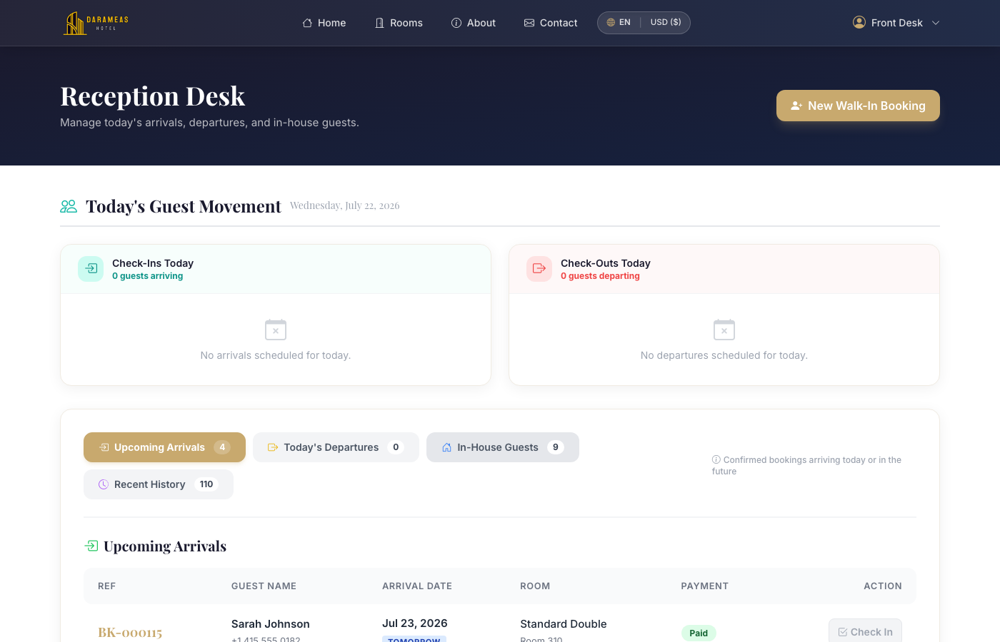 DARAMEAS
HOTEL
Home
Rooms
About
Contact
EN | USD ($)
Front Desk
Reception Desk
Manage today's arrivals, departures, and in-house guests.
New Walk-In Booking
Today's Guest Movement Wednesday, July 22, 2026
Check-Ins Today
0 guests arriving
No arrivals scheduled for today.
Check-Outs Today
0 guests departing
No departures scheduled for today.
Upcoming Arrivals 4
Today's Departures 0
In-House Guests 9
Recent History 110
Confirmed bookings arriving today or in the
future
Upcoming Arrivals
REF GUEST NAME ARRIVAL DATE ROOM PAYMENT ACTION
BK-000115
Sarah Johnson
+1 415 555 0182
Jul 23, 2026
TOMORROW
Standard Double
Room 310
Paid
Check In